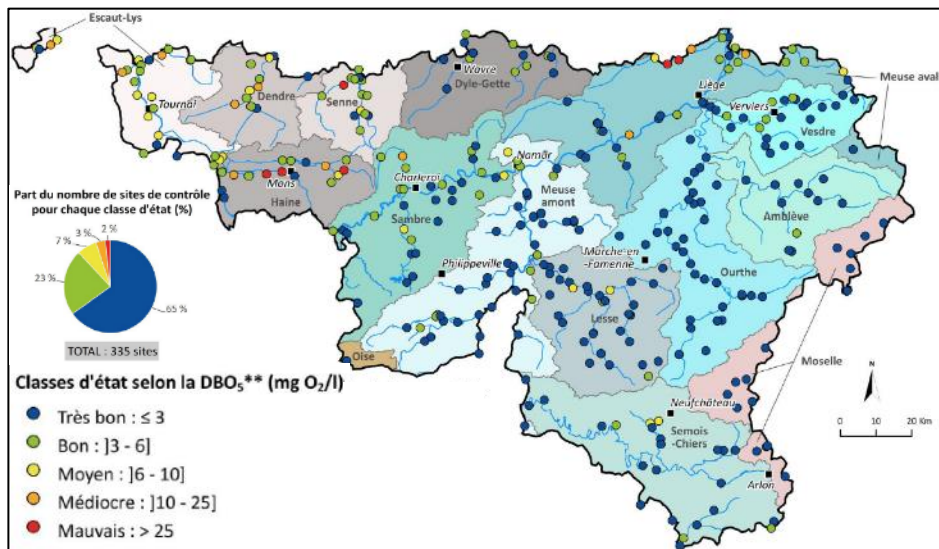 Escaut-Lys
Wavre
Dyle-Gette
Liège
Meuse aval
Dendre
Senne
Tournai
Verviers
Vesdre
Namur
Mons
Haine
Charleroi
Meuse
amont
Sambre
Amblève
Part du nombre de sites de contrôle
pour chaque classe d'état (%)
3 %
2 %
7 %
23 %
65 %
TOTAL : 335 sites
Philippeville
Marche-en
-Famenne
Ourthe
Lesse
Oise
Moselle
Classes d'état selon la DBO₅** (mg O₂/l)
Très bon : ≤ 3
Bon : ]3 - 6]
Moyen : ]6 - 10]
Médiocre : ]10 - 25]
Mauvais : > 25
Neufchâteau
Semois
-Chiers
Arlon
N
0 10 20 Km